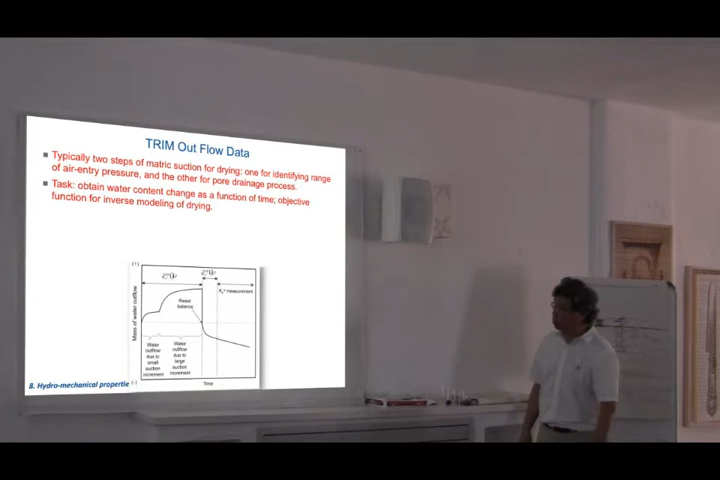 TRIM Out Flow Data
Typically two steps of matric suction for drying: one for identifying range
of air-entry pressure, and the other for pore drainage process.
Task: obtain water content change as a function of time; objective
function for inverse modeling of drying.
(+)
measurement
Reset
balance
Mass of water outflow
Water
outflow
due to
small
suction
increment
Water
outflow
due to
large
suction
increment
(-)
Time
8. Hydro-mechanical propertie